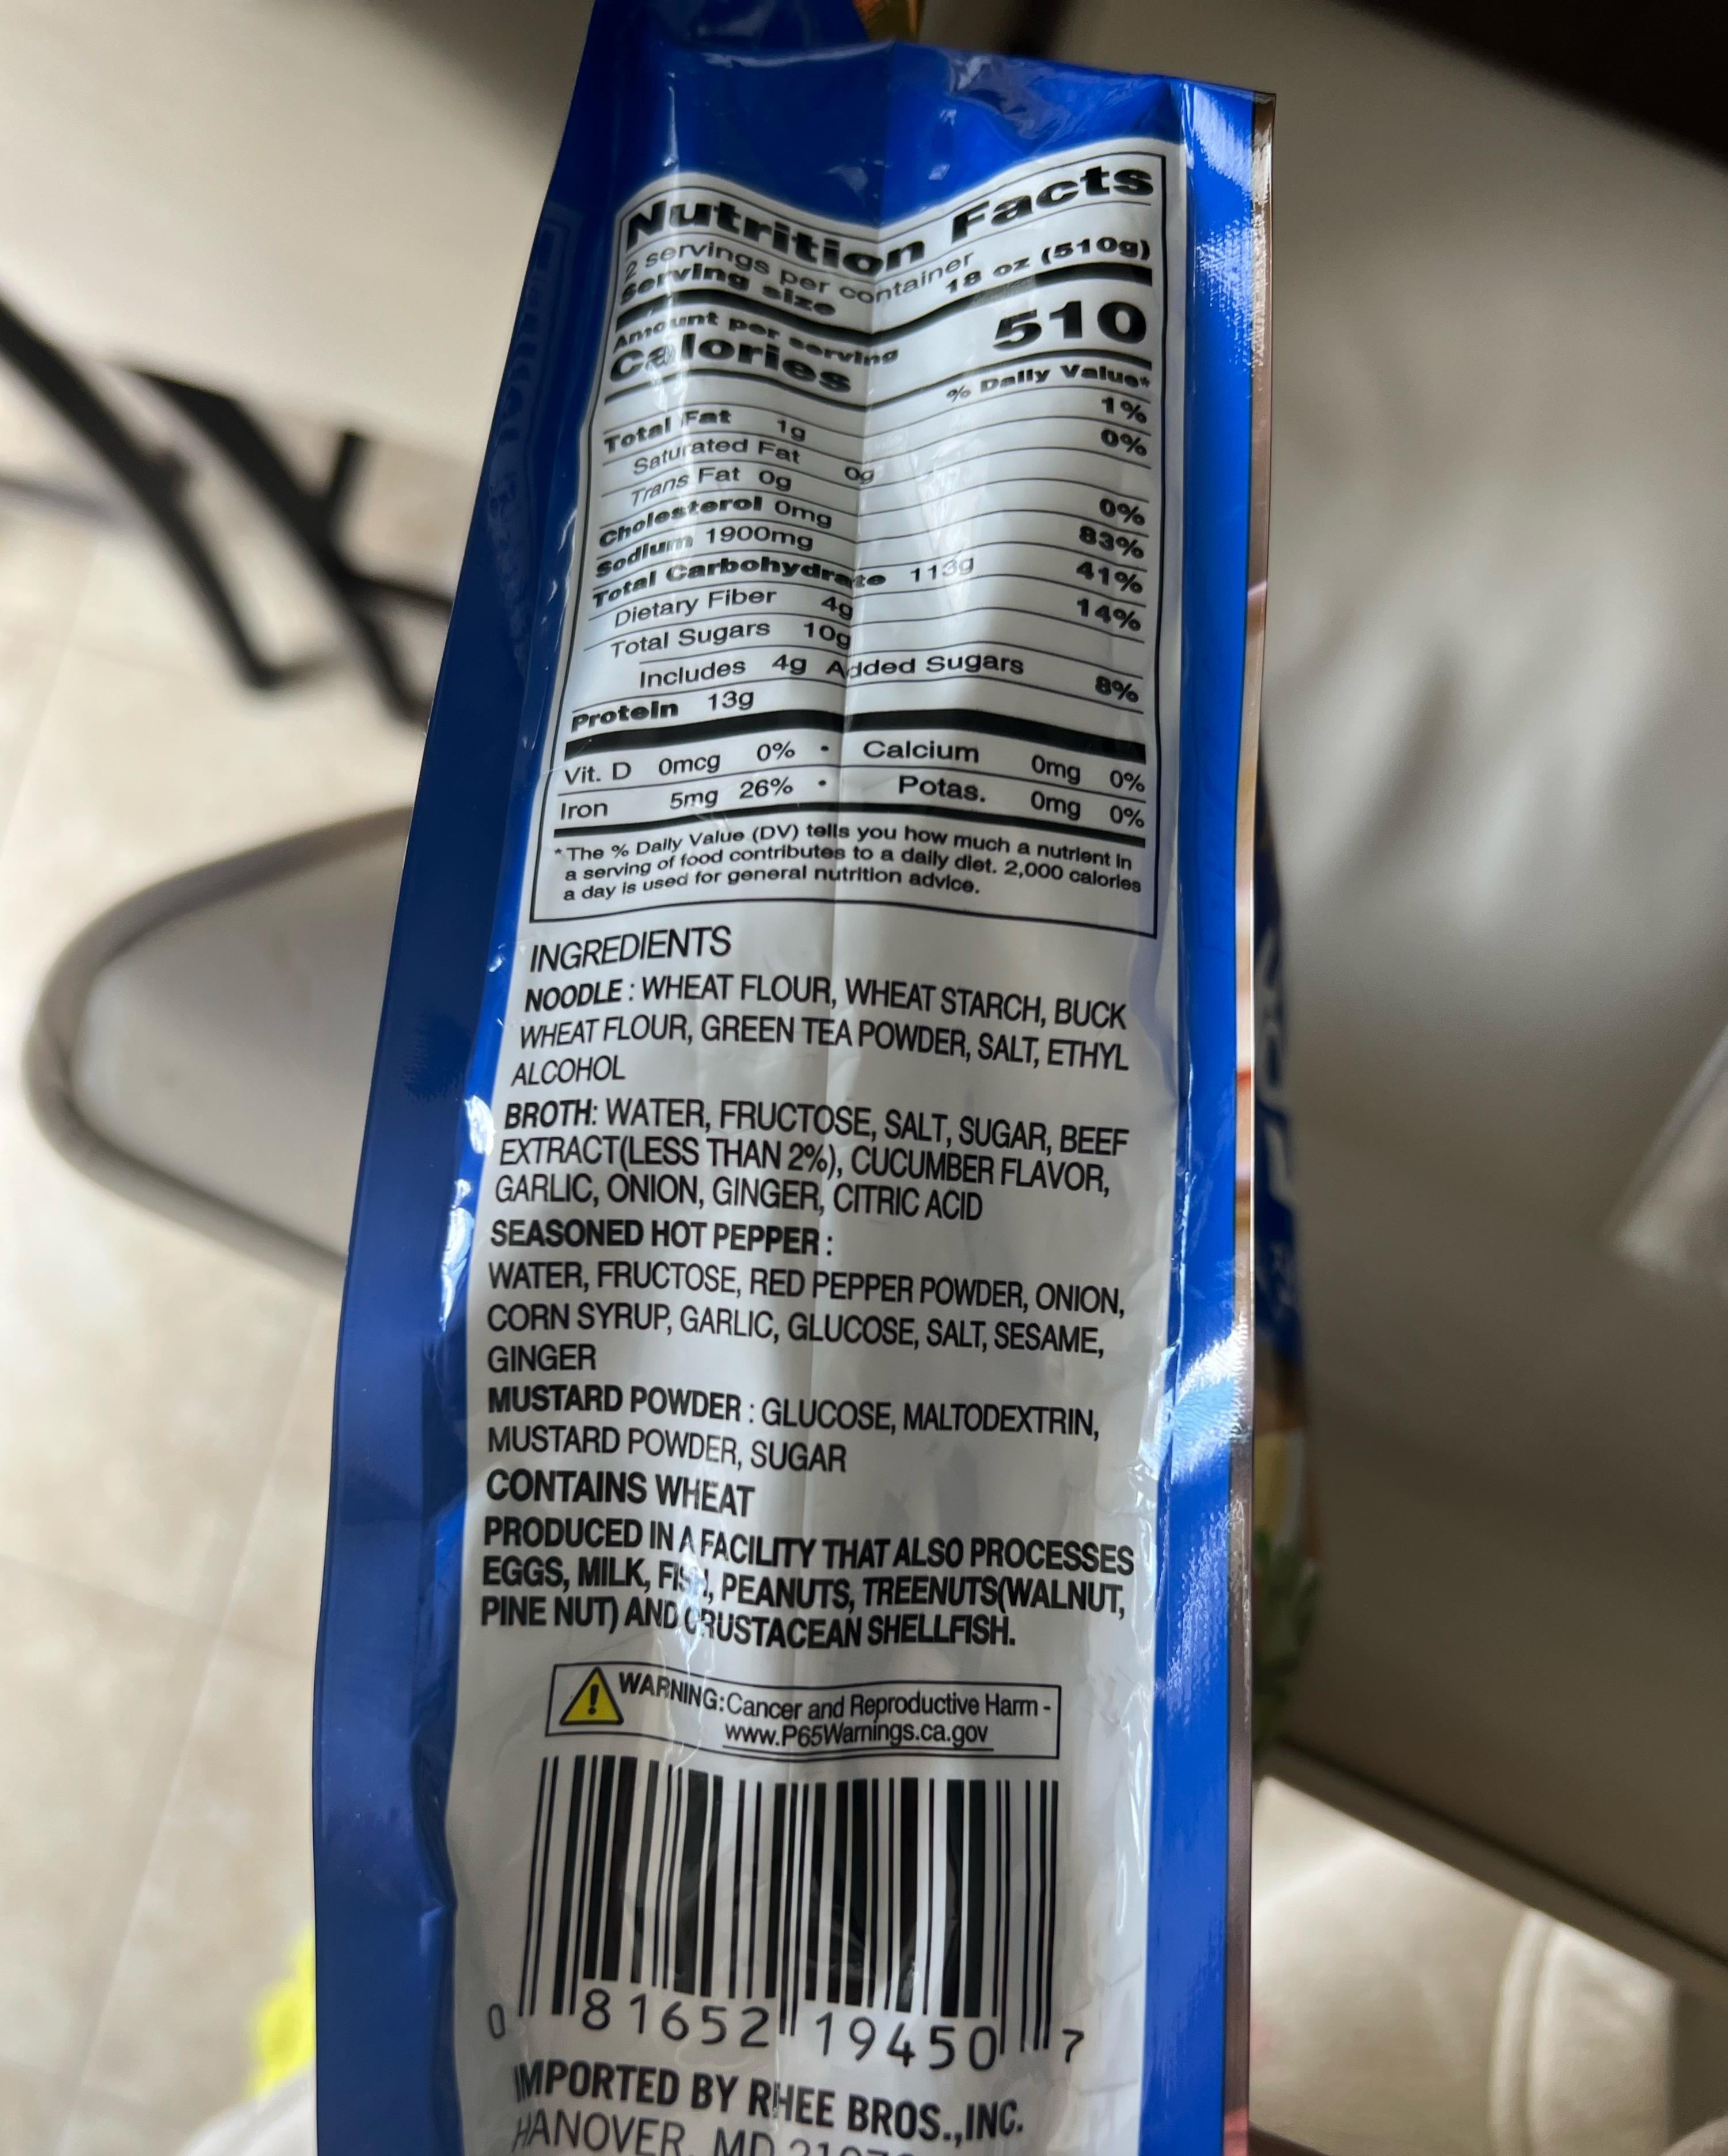 Nutrition Facts
2 servings per container
Serving size 18 oz (510g)
Amount per serving
Calories 510
% Daily Value*
Total Fat 1g 1%
Saturated Fat 0g 0%
Trans Fat 0g
Cholesterol 0mg 0%
Sodium 1900mg 83%
Total Carbohydrate 113g 41%
Dietary Fiber 4g 14%
Total Sugars 10g
Includes 4g Added Sugars 8%
Protein 13g
Vit. D 0mcg 0% • Calcium 0mg 0%
Iron 5mg 26% • Potas. 0mg 0%
* The % Daily Value (DV) tells you how much a nutrient in
a serving of food contributes to a daily diet. 2,000 calories
a day is used for general nutrition advice.
INGREDIENTS
NOODLE : WHEAT FLOUR, WHEAT STARCH, BUCK
WHEAT FLOUR, GREEN TEA POWDER, SALT, ETHYL
ALCOHOL
BROTH: WATER, FRUCTOSE, SALT, SUGAR, BEEF
EXTRACT(LESS THAN 2%), CUCUMBER FLAVOR,
GARLIC, ONION, GINGER, CITRIC ACID
SEASONED HOT PEPPER :
WATER, FRUCTOSE, RED PEPPER POWDER, ONION,
CORN SYRUP, GARLIC, GLUCOSE, SALT, SESAME,
GINGER
MUSTARD POWDER : GLUCOSE, MALTODEXTRIN,
MUSTARD POWDER, SUGAR
CONTAINS WHEAT
PRODUCED IN A FACILITY THAT ALSO PROCESSES
EGGS, MILK, FISH, PEANUTS, TREENUTS(WALNUT,
PINE NUT) AND CRUSTACEAN SHELLFISH.
WARNING: Cancer and Reproductive Harm -
www.P65Warnings.ca.gov
0 81652 19450 7
IMPORTED BY RHEE BROS.,INC.
HANOVER, MD